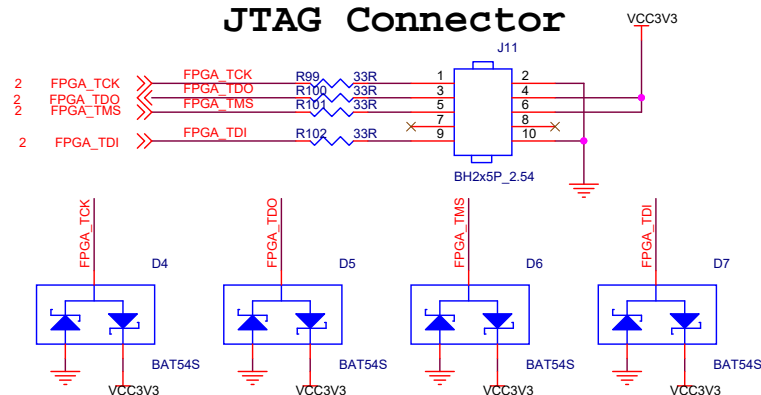 JTAG Connector
VCC3V3
J11
2 FPGA_TCK FPGA_TCK R99 33R 1 2
2 FPGA_TDO FPGA_TDO R100 33R 3 4
2 FPGA_TMS FPGA_TMS R101 33R 5 6
7 8
2 FPGA_TDI FPGA_TDI R102 33R 9 10
BH2x5P_2.54
FPGA_TCK
FPGA_TDO
FPGA_TMS
FPGA_TDI
D4 D5 D6 D7
BAT54S BAT54S BAT54S BAT54S
VCC3V3 VCC3V3 VCC3V3 VCC3V3